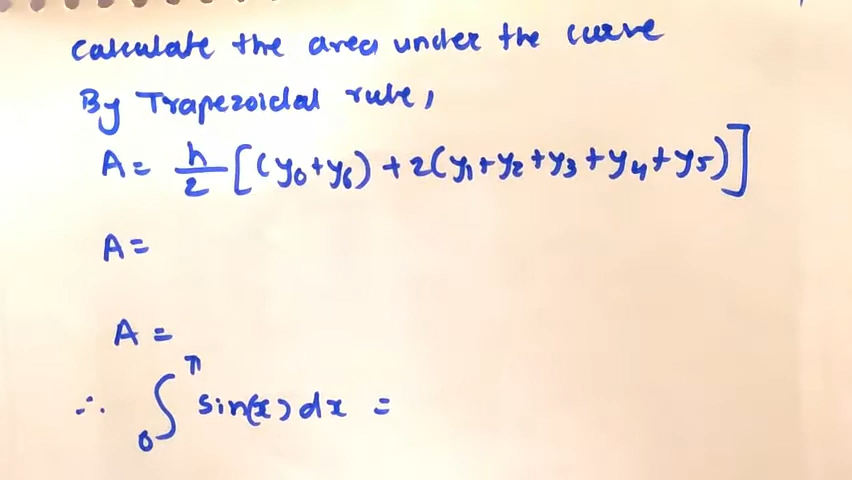 Calculate the area under the curve
By Trapezoidal rule,
A = h/2 [(y₀+y₆) + 2(y₁+y₂+y₃+y₄+y₅)]
A =
A =
∴ ∫₀^π sin(x) dx =